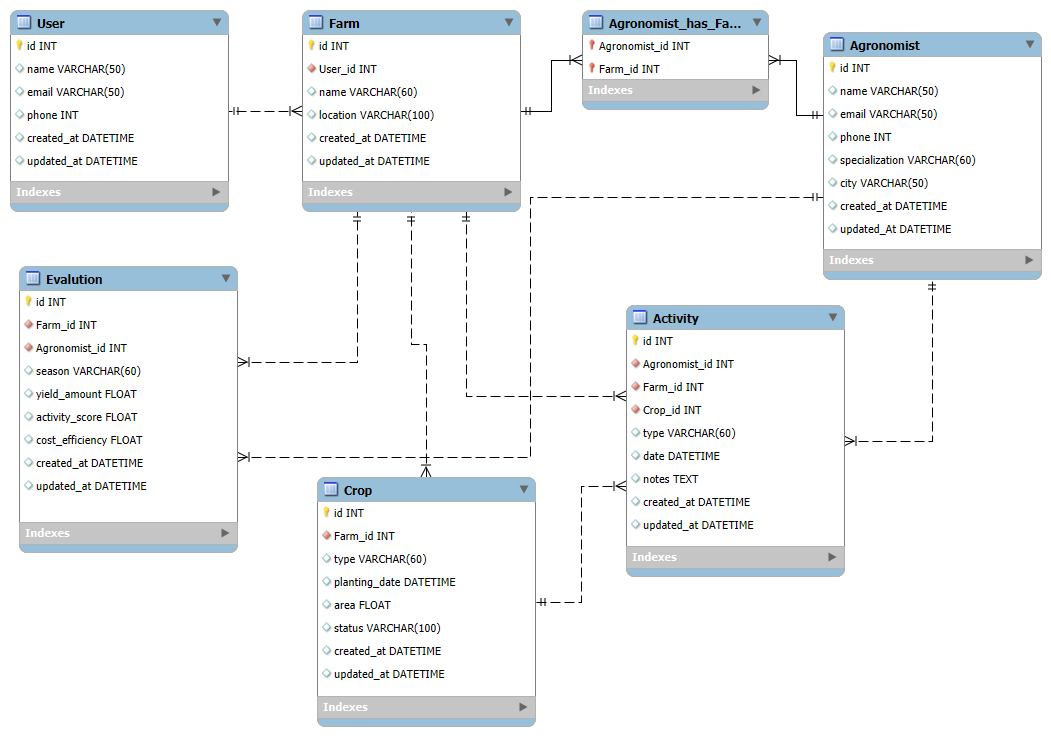 User
id INT
name VARCHAR(50)
email VARCHAR(50)
phone INT
created_at DATETIME
updated_at DATETIME
Indexes
Farm
id INT
User_id INT
name VARCHAR(60)
location VARCHAR(100)
created_at DATETIME
updated_at DATETIME
Indexes
Agronomist_has_Fa...
Agronomist_id INT
Farm_id INT
Indexes
Agronomist
id INT
name VARCHAR(50)
email VARCHAR(50)
phone INT
specialization VARCHAR(60)
city VARCHAR(50)
created_at DATETIME
updated_At DATETIME
Indexes
Evalution
id INT
Farm_id INT
Agronomist_id INT
season VARCHAR(60)
yield_amount FLOAT
activity_score FLOAT
cost_efficiency FLOAT
created_at DATETIME
updated_at DATETIME
Indexes
Crop
id INT
Farm_id INT
type VARCHAR(60)
planting_date DATETIME
area FLOAT
status VARCHAR(100)
created_at DATETIME
updated_at DATETIME
Indexes
Activity
id INT
Agronomist_id INT
Farm_id INT
Crop_id INT
type VARCHAR(60)
date DATETIME
notes TEXT
created_at DATETIME
updated_at DATETIME
Indexes